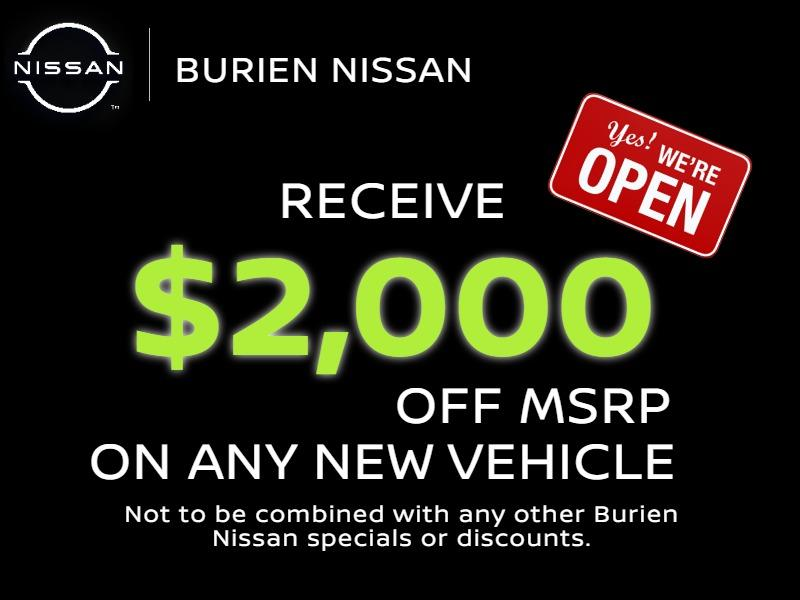 NISSAN
TM
BURIEN NISSAN
Yes! WE'RE
OPEN
RECEIVE
$2,000
OFF MSRP
ON ANY NEW VEHICLE
Not to be combined with any other Burien
Nissan specials or discounts.